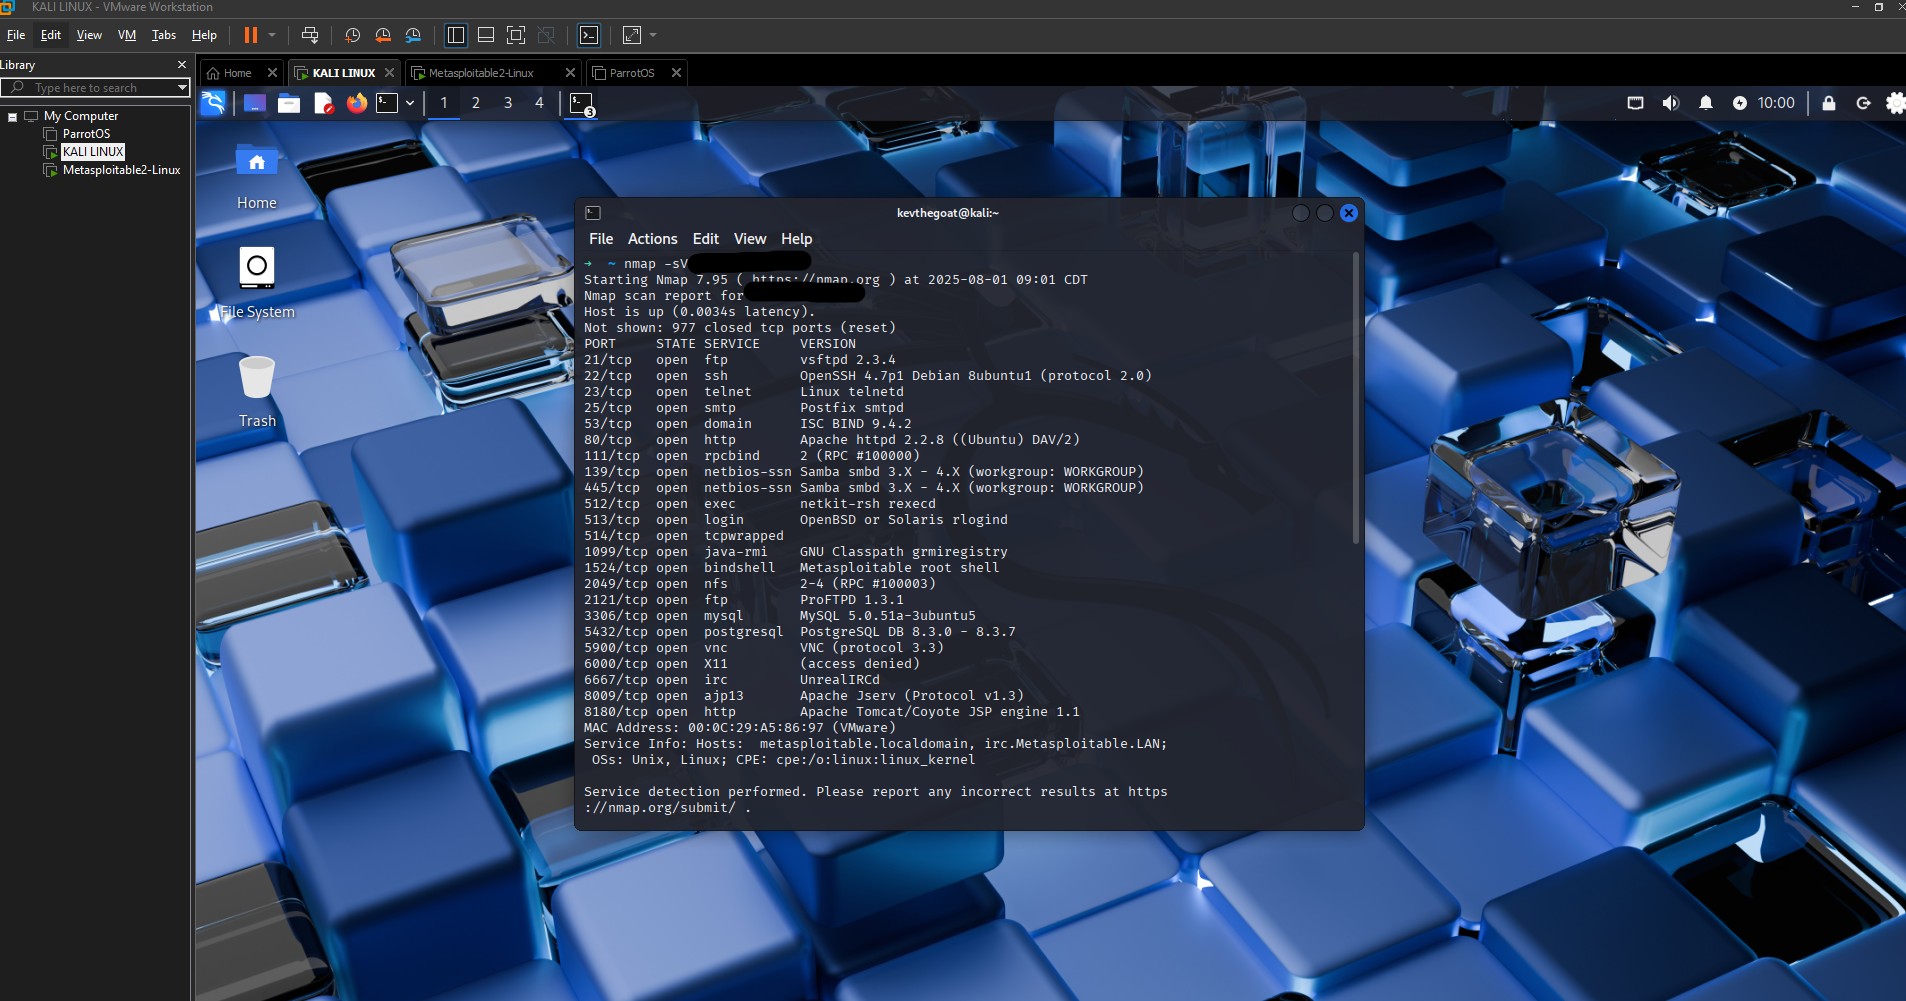 KALI LINUX - VMware Workstation
File Edit View VM Tabs Help
Library
Type here to search
Home KALI LINUX Metasploitable2-Linux ParrotOS
1 2 3 4 3 10:00
My Computer
ParrotOS
KALI LINUX
Metasploitable2-Linux
Home
File System
Trash
kevthegoat@kali:~
File Actions Edit View Help
→ ~ nmap -sV
Starting Nmap 7.95 ( https://nmap.org ) at 2025-08-01 09:01 CDT
Nmap scan report for
Host is up (0.0034s latency).
Not shown: 977 closed tcp ports (reset)
PORT STATE SERVICE VERSION
21/tcp open ftp vsftpd 2.3.4
22/tcp open ssh OpenSSH 4.7p1 Debian 8ubuntu1 (protocol 2.0)
23/tcp open telnet Linux telnetd
25/tcp open smtp Postfix smtpd
53/tcp open domain ISC BIND 9.4.2
80/tcp open http Apache httpd 2.2.8 ((Ubuntu) DAV/2)
111/tcp open rpcbind 2 (RPC #100000)
139/tcp open netbios-ssn Samba smbd 3.X - 4.X (workgroup: WORKGROUP)
445/tcp open netbios-ssn Samba smbd 3.X - 4.X (workgroup: WORKGROUP)
512/tcp open exec netkit-rsh rexecd
513/tcp open login OpenBSD or Solaris rlogind
514/tcp open tcpwrapped
1099/tcp open java-rmi GNU Classpath grmiregistry
1524/tcp open bindshell Metasploitable root shell
2049/tcp open nfs 2-4 (RPC #100003)
2121/tcp open ftp ProFTPD 1.3.1
3306/tcp open mysql MySQL 5.0.51a-3ubuntu5
5432/tcp open postgresql PostgreSQL DB 8.3.0 - 8.3.7
5900/tcp open vnc VNC (protocol 3.3)
6000/tcp open X11 (access denied)
6667/tcp open irc UnrealIRCd
8009/tcp open ajp13 Apache Jserv (Protocol v1.3)
8180/tcp open http Apache Tomcat/Coyote JSP engine 1.1
MAC Address: 00:0C:29:A5:86:97 (VMware)
Service Info: Hosts: metasploitable.localdomain, irc.Metasploitable.LAN;
OSs: Unix, Linux; CPE: cpe:/o:linux:linux_kernel
Service detection performed. Please report any incorrect results at https
://nmap.org/submit/ .